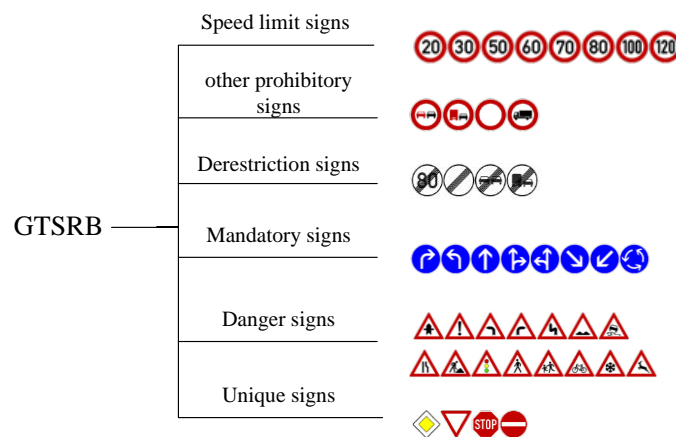 Speed limit signs
20 30 50 60 70 80 100 120
other prohibitory
signs
Derestriction signs
80
GTSRB
Mandatory signs
Danger signs
Unique signs
STOP